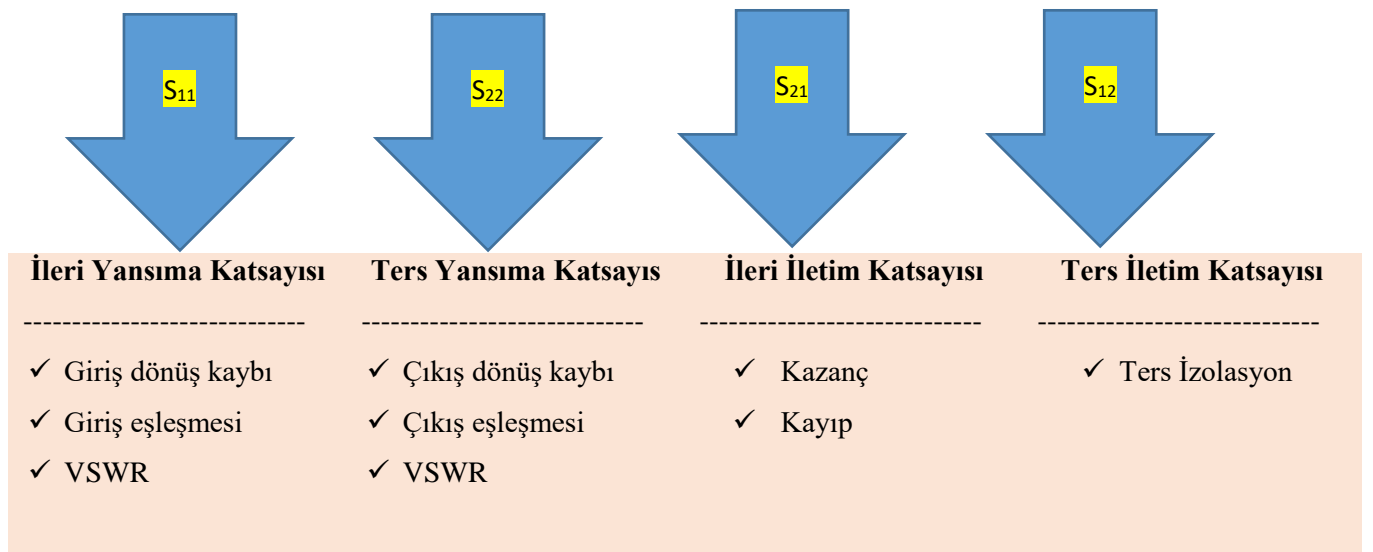 S11 S22 S21 S12
İleri Yansıma Katsayısı Ters Yansıma Katsayıs İleri İletim Katsayısı Ters İletim Katsayısı
----------------------------- ----------------------------- ----------------------------- -----------------------------
✓ Giriş dönüş kaybı ✓ Çıkış dönüş kaybı ✓ Kazanç ✓ Ters İzolasyon
✓ Giriş eşleşmesi ✓ Çıkış eşleşmesi ✓ Kayıp
✓ VSWR ✓ VSWR